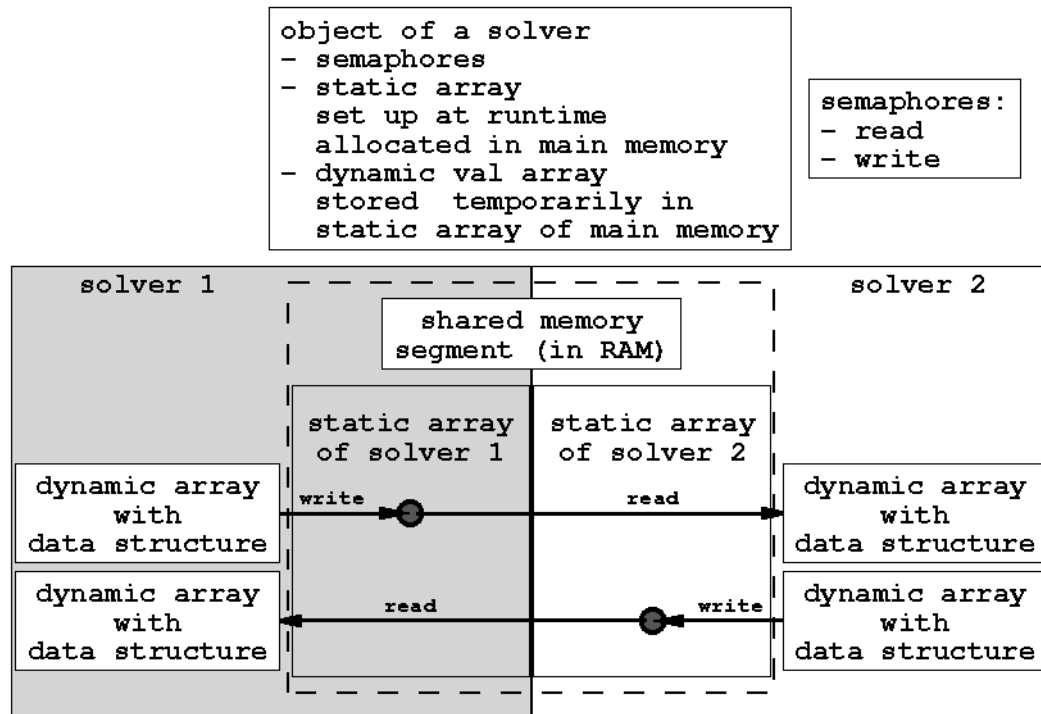 object of a solver
– semaphores
– static array
set up at runtime
allocated in main memory
– dynamic val array
stored temporarily in
static array of main memory
semaphores:
– read
– write
solver 1
solver 2
shared memory
segment (in RAM)
static array
of solver 1
static array
of solver 2
dynamic array
with
data structure
write
read
dynamic array
with
data structure
dynamic array
with
data structure
read
write
dynamic array
with
data structure